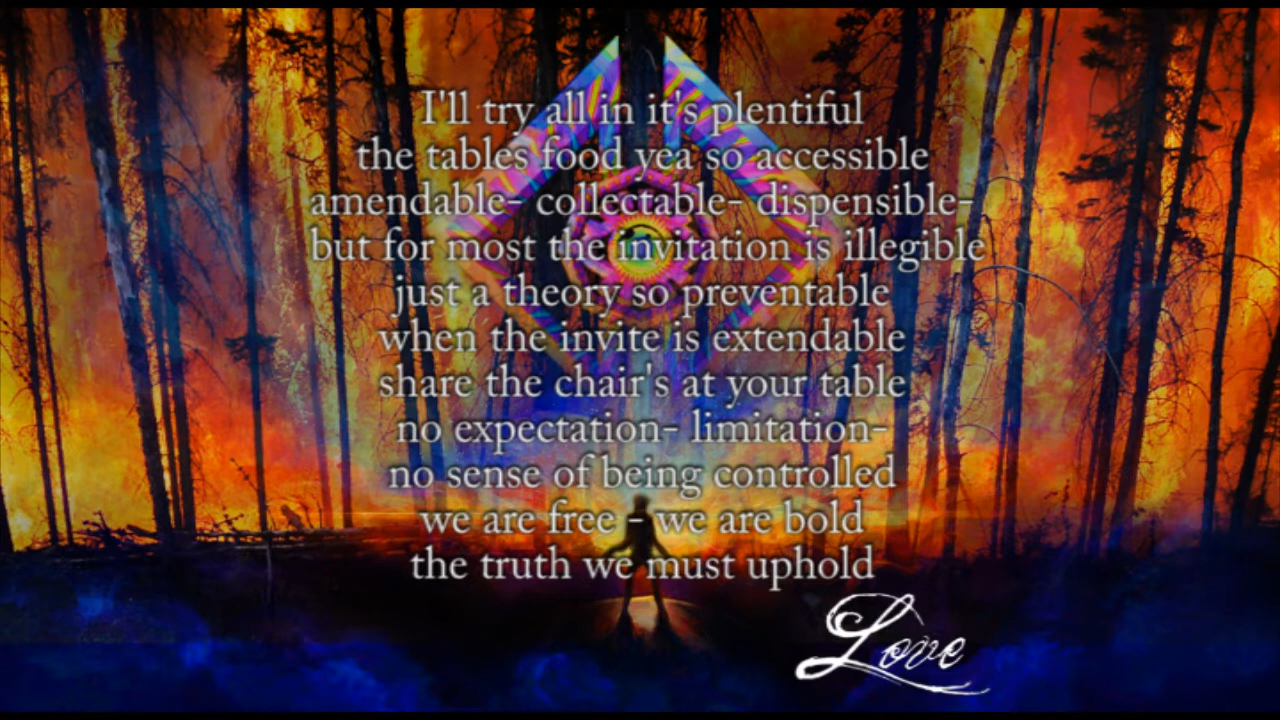 I'll try all in it's plentiful
the tables food yea so accessible
amendable- collectable- dispensible-
but for most the invitation is illegible
just a theory so preventable
when the invite is extendable
share the chair's at your table
no expectation- limitation-
no sense of being controlled
we are free - we are bold
the truth we must uphold
Love